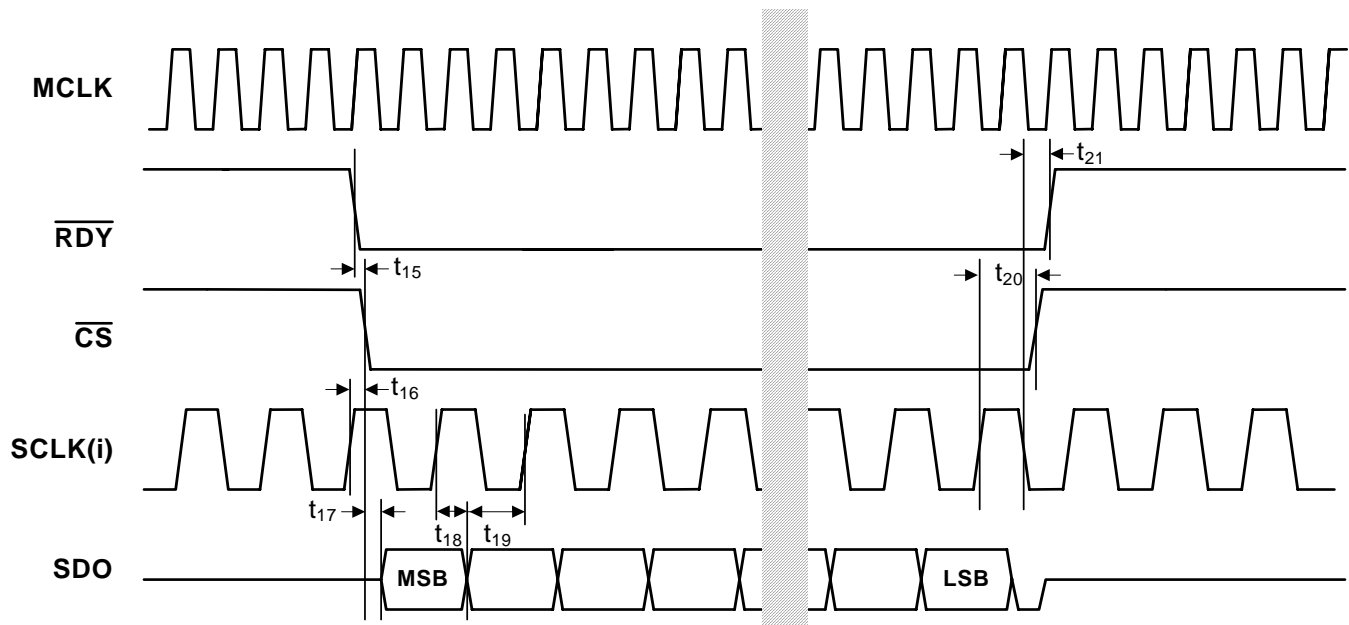 MCLK
t21
RDY
t15
t20
CS
t16
SCLK(i)
t17
t18
t19
SDO
MSB
LSB